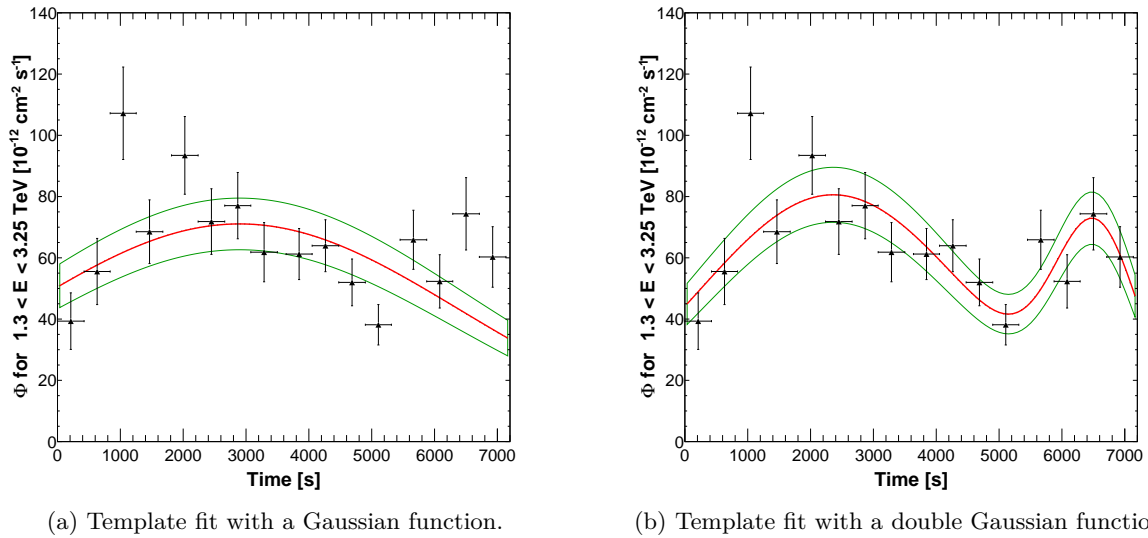 Φ for 1.3 < E < 3.25 TeV [10⁻¹² cm⁻² s⁻¹]
140
120
100
80
60
40
20
0
0 1000 2000 3000 4000 5000 6000 7000
Time [s]
(a) Template fit with a Gaussian function.
Φ for 1.3 < E < 3.25 TeV [10⁻¹² cm⁻² s⁻¹]
140
120
100
80
60
40
20
0
0 1000 2000 3000 4000 5000 6000 7000
Time [s]
(b) Template fit with a double Gaussian functio